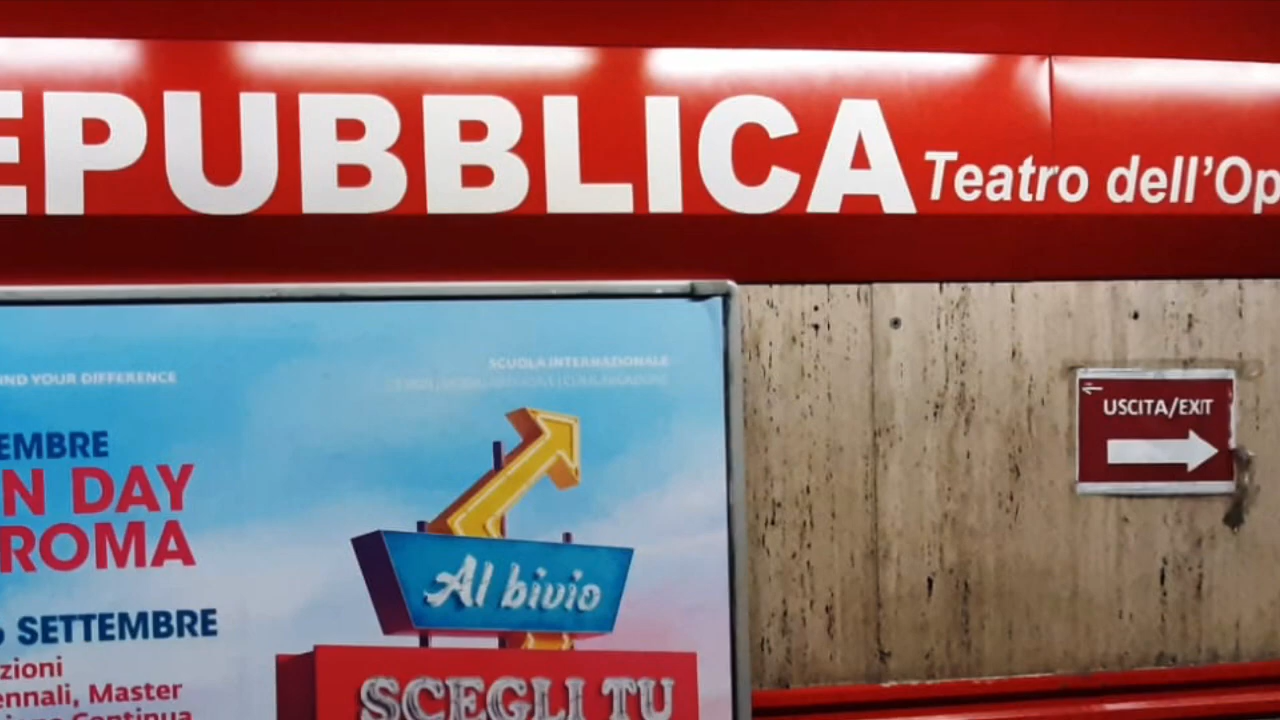 EPUBBLICA Teatro dell'Op
USCITA/EXIT
ND YOUR DIFFERENCE
SCUOLA INTERNAZIONALE
EMBRE
N DAY
ROMA
SETTEMBRE
zioni
ennali, Master
Continua
Al bivio
SCEGLI TU